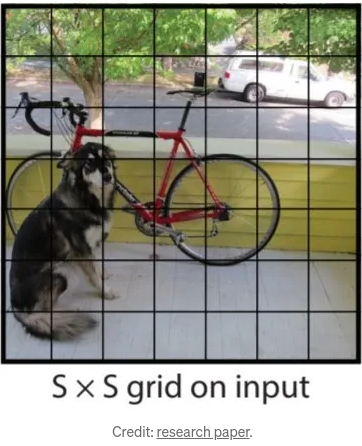 S × S grid on input
Credit: research paper.